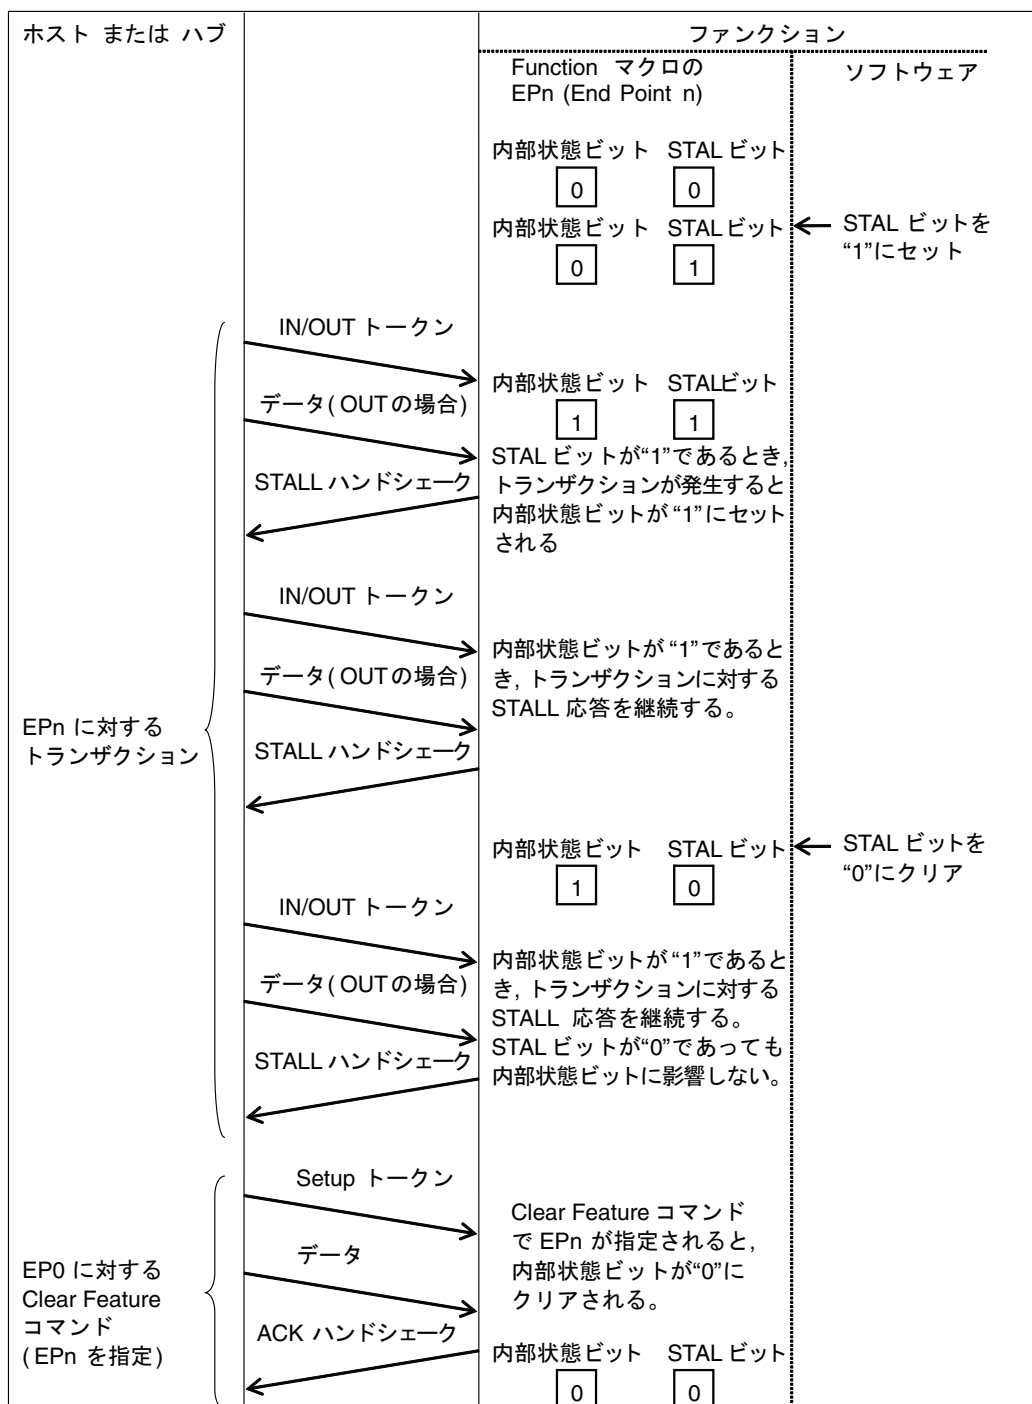 ホスト または ハブ
ファンクション
Function マクロの
EPn (End Point n)
ソフトウェア
内部状態ビット STAL ビット
0 0
STAL ビットを
“1”にセット
内部状態ビット STAL ビット
0 1
IN/OUT トークン
内部状態ビット STALビット
1 1
データ( OUTの場合)
STAL ビットが“1”であるとき,
トランザクションが発生すると
内部状態ビットが “1”にセット
される
STALL ハンドシェーク
IN/OUT トークン
内部状態ビットが “1”であると
き, トランザクションに対する
STALL 応答を継続する。
データ( OUTの場合)
EPn に対する
トランザクション
STALL ハンドシェーク
内部状態ビット STAL ビット
1 0
STAL ビットを
“0”にクリア
IN/OUT トークン
内部状態ビットが “1”であると
き, トランザクションに対する
STALL 応答を継続する。
STAL ビットが“0”であっても
内部状態ビットに影響しない。
データ( OUTの場合)
STALL ハンドシェーク
Setup トークン
Clear Feature コマンド
で EPn が指定されると,
内部状態ビットが“0”に
クリアされる。
データ
EP0 に対する
Clear Feature
コマンド
( EPn を指定)
ACK ハンドシェーク
内部状態ビット STAL ビット
0 0